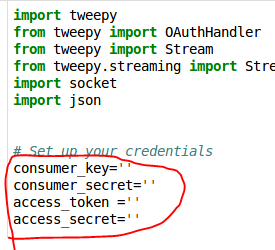 import tweepy
from tweepy import OAuthHandler
from tweepy import Stream
from tweepy.streaming import Stre
import socket
import json
# Set up your credentials
consumer_key=''
consumer_secret=''
access_token =''
access_secret=''